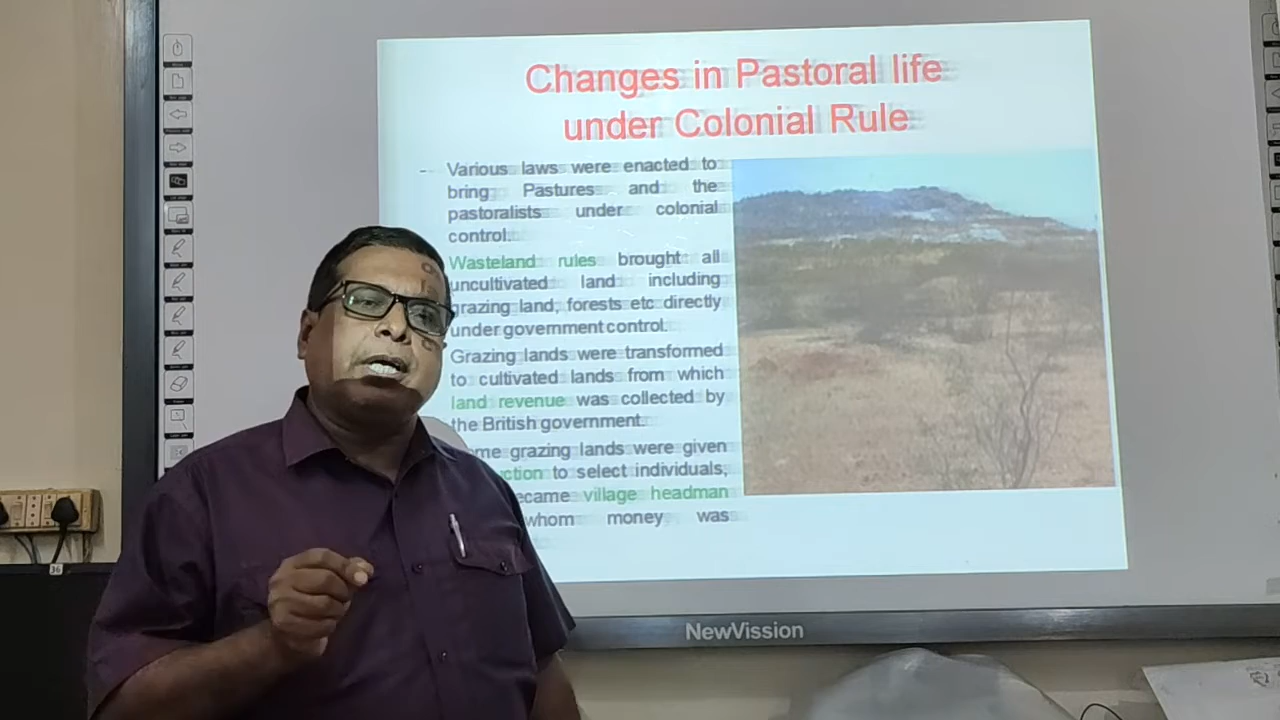 Changes in Pastoral life
under Colonial Rule
Various laws were enacted to
bring Pastures and the
pastoralists under colonial
control.
Wasteland rules brought all
uncultivated land including
grazing land, forests etc directly
under government control.
Grazing lands were transformed
to cultivated lands from which
land revenue was collected by
the British government.
grazing lands were given
to select individuals,
village headman
whom money was
NewVission
36